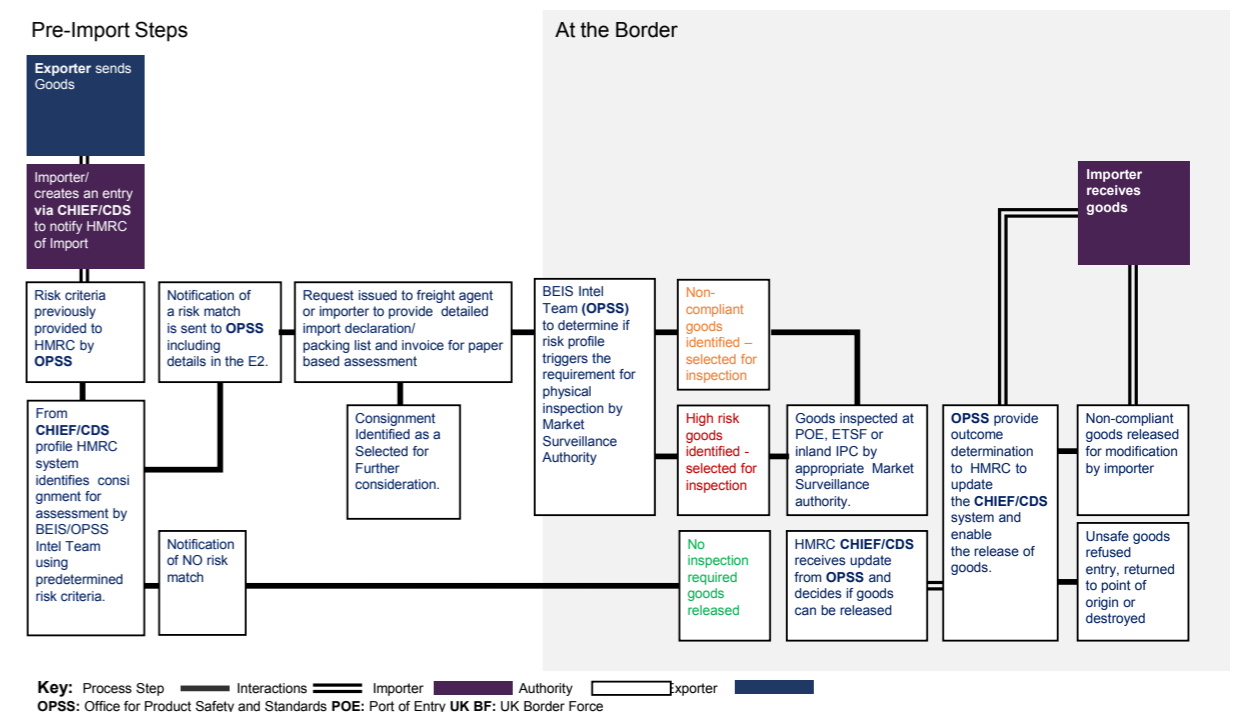 Pre-Import Steps
At the Border
Exporter sends
Goods
Importer/
creates an entry
via CHIEF/CDS
to notify HMRC
of Import
Importer
receives
goods
Risk criteria
previously
provided to
HMRC by
OPSS
Notification of
a risk match
is sent to OPSS
including
details in the E2.
Request issued to freight agent
or importer to provide detailed
import declaration/
packing list and invoice for paper
based assessment
BEIS Intel
Team (OPSS)
to determine if
risk profile
triggers the
requirement for
physical
inspection by
Market
Surveillance
Authority
Non-
compliant
goods
identified –
selected for
inspection
From
CHIEF/CDS
profile HMRC
system
identifies consi
gnment for
assessment by
BEIS/OPSS
Intel Team
using
predetermined
risk criteria.
Consignment
Identified as a
Selected for
Further
consideration.
High risk
goods
identified -
selected for
inspection
Goods inspected at
POE, ETSF or
inland IPC by
appropriate Market
Surveillance
authority.
OPSS provide
outcome
determination
to HMRC to
update
the CHIEF/CDS
system and
enable
the release of
goods.
Non-compliant
goods released
for modification
by importer
Notification
of NO risk
match
No
inspection
required
goods
released
HMRC CHIEF/CDS
receives update
from OPSS and
decides if goods
can be released
Unsafe goods
refused
entry, returned
to point of
origin or
destroyed
Key: Process Step Interactions Importer Authority Exporter
OPSS: Office for Product Safety and Standards POE: Port of Entry UK BF: UK Border Force